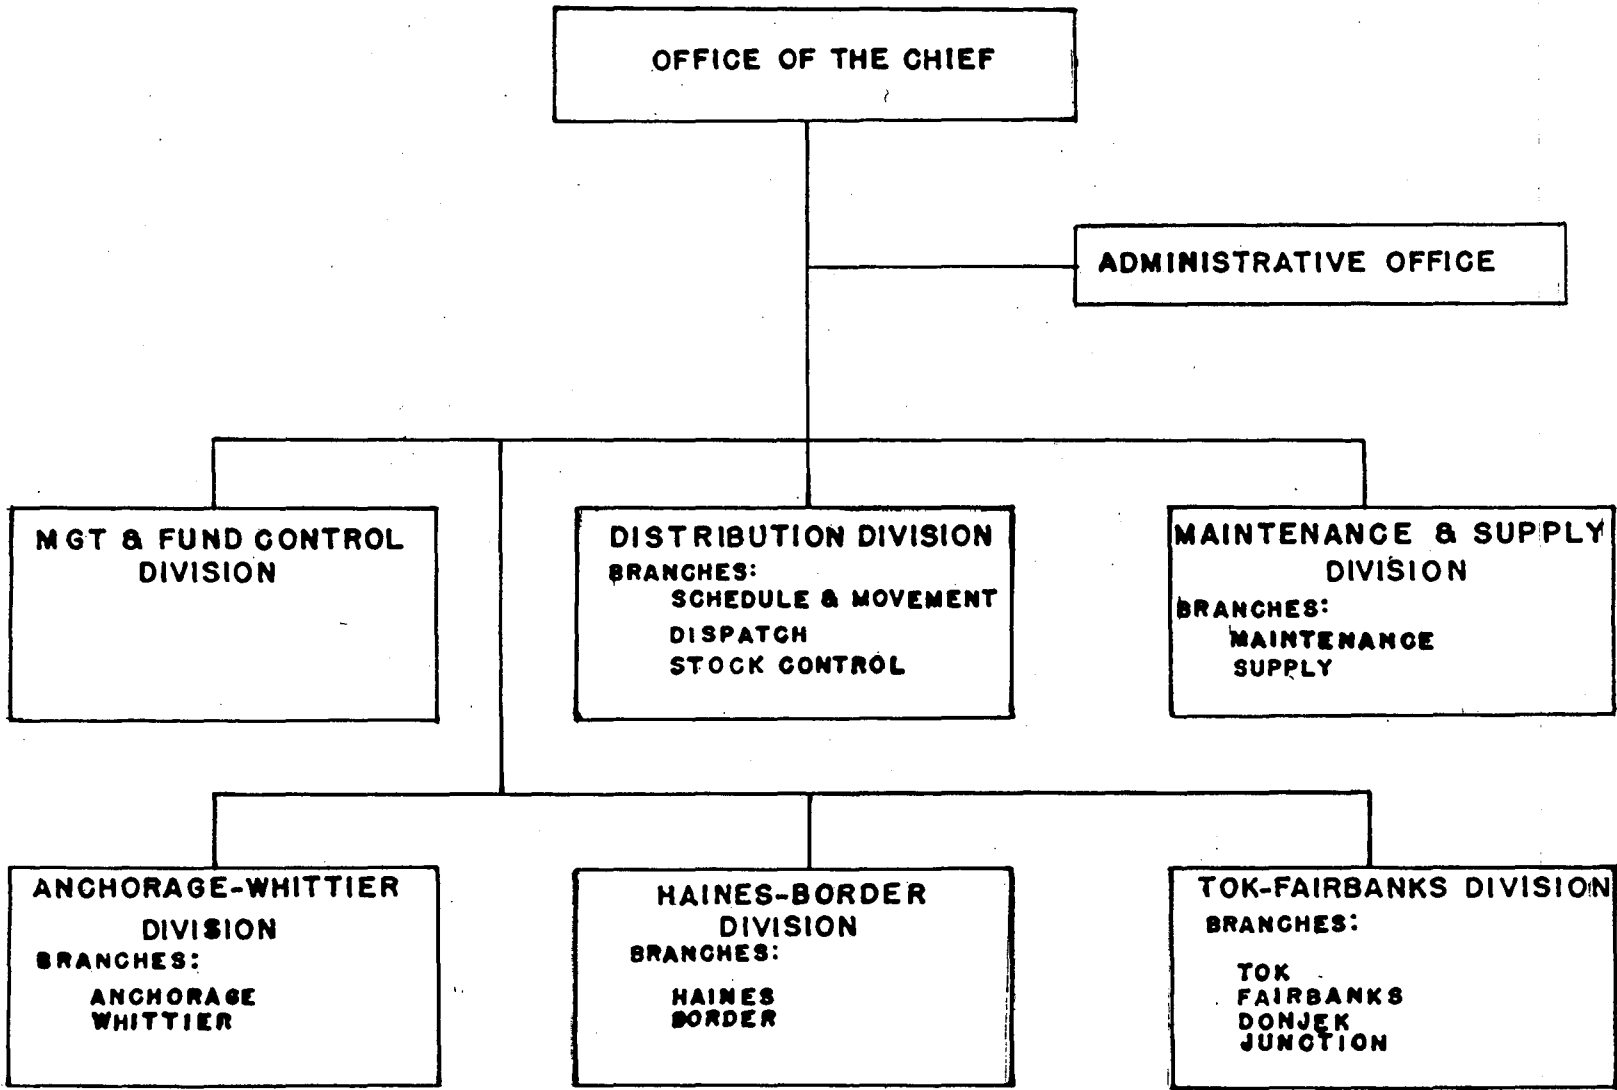 OFFICE OF THE CHIEF
ADMINISTRATIVE OFFICE
MGT & FUND CONTROL
DIVISION
DISTRIBUTION DIVISION
BRANCHES:
SCHEDULE & MOVEMENT
DISPATCH
STOCK CONTROL
MAINTENANCE & SUPPLY
DIVISION
BRANCHES:
MAINTENANCE
SUPPLY
ANCHORAGE-WHITTIER
DIVISION
BRANCHES:
ANCHORAGE
WHITTIER
HAINES-BORDER
DIVISION
BRANCHES:
HAINES
BORDER
TOK-FAIRBANKS DIVISION
BRANCHES:
TOK
FAIRBANKS
DONJEK
JUNCTION